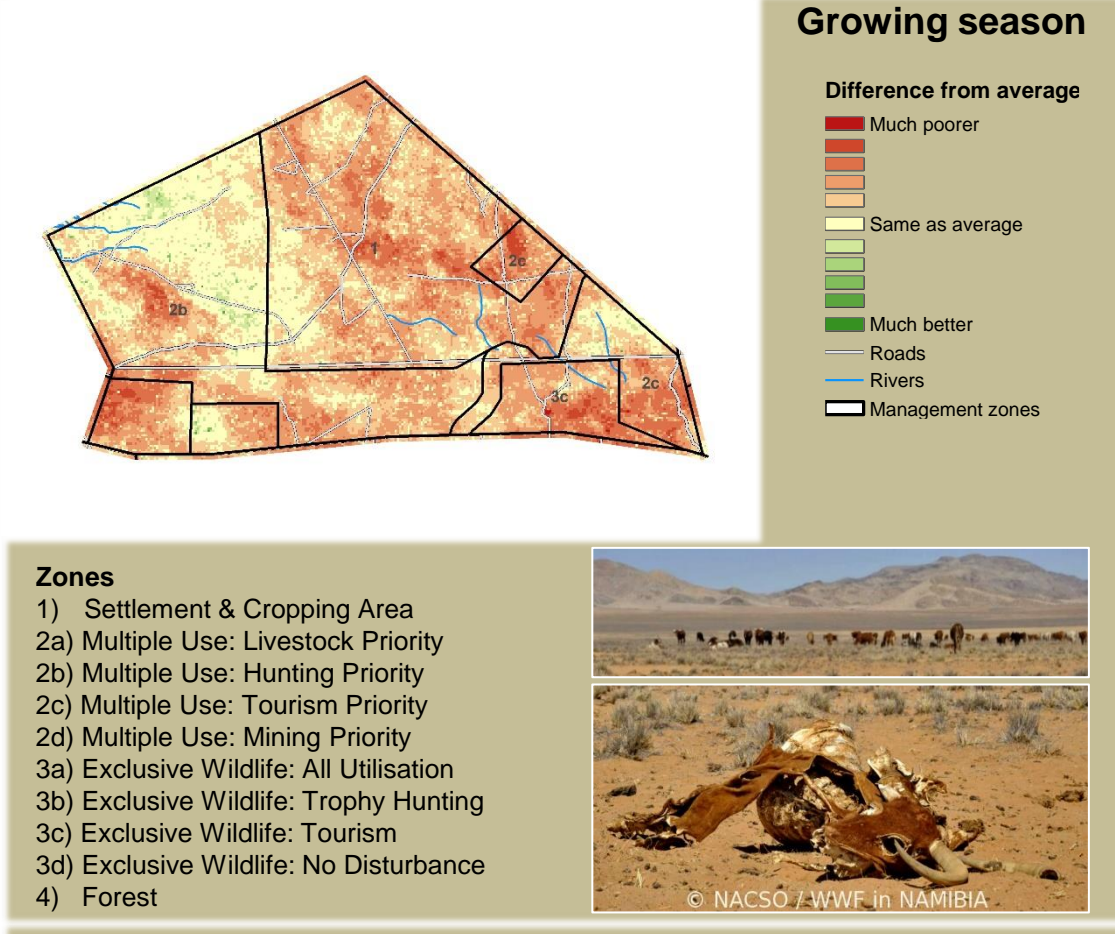 Growing season
Difference from average
Much poorer
Same as average
Much better
Roads
Rivers
Management zones
1
2c
2b
2c
3c
Zones
1) Settlement & Cropping Area
2a) Multiple Use: Livestock Priority
2b) Multiple Use: Hunting Priority
2c) Multiple Use: Tourism Priority
2d) Multiple Use: Mining Priority
3a) Exclusive Wildlife: All Utilisation
3b) Exclusive Wildlife: Trophy Hunting
3c) Exclusive Wildlife: Tourism
3d) Exclusive Wildlife: No Disturbance
4) Forest
© NACSO / WWF in NAMIBIA